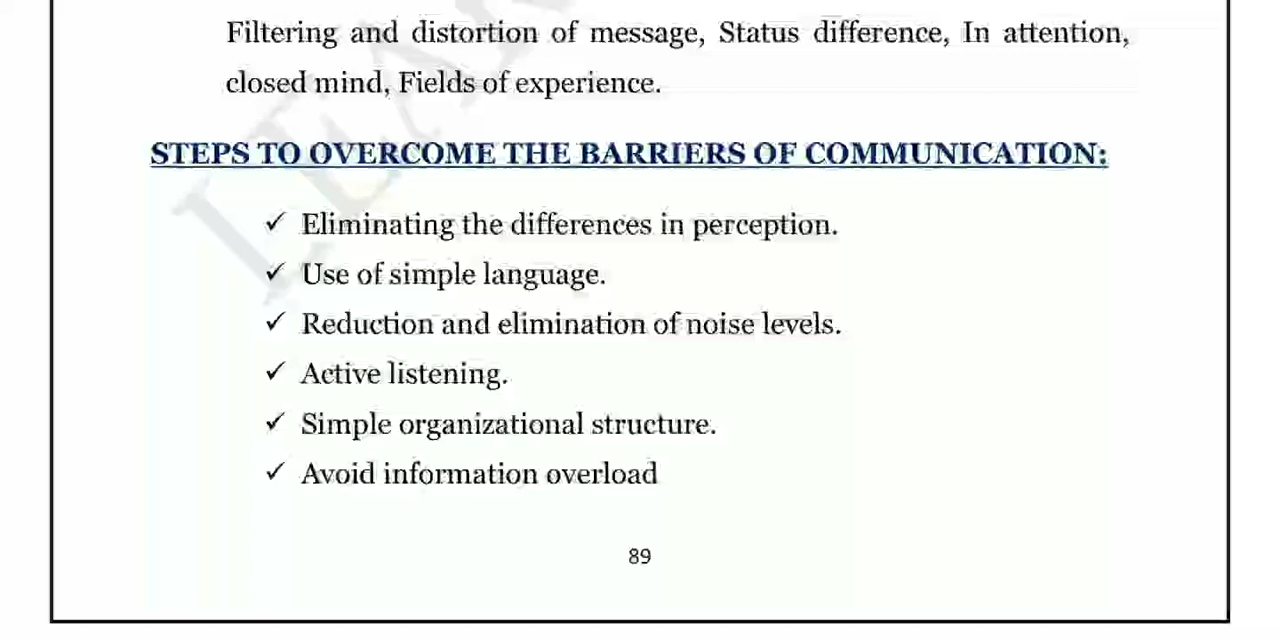 Filtering and distortion of message, Status difference, In attention,
closed mind, Fields of experience.
STEPS TO OVERCOME THE BARRIERS OF COMMUNICATION:
✓ Eliminating the differences in perception.
✓ Use of simple language.
✓ Reduction and elimination of noise levels.
✓ Active listening.
✓ Simple organizational structure.
✓ Avoid information overload
89